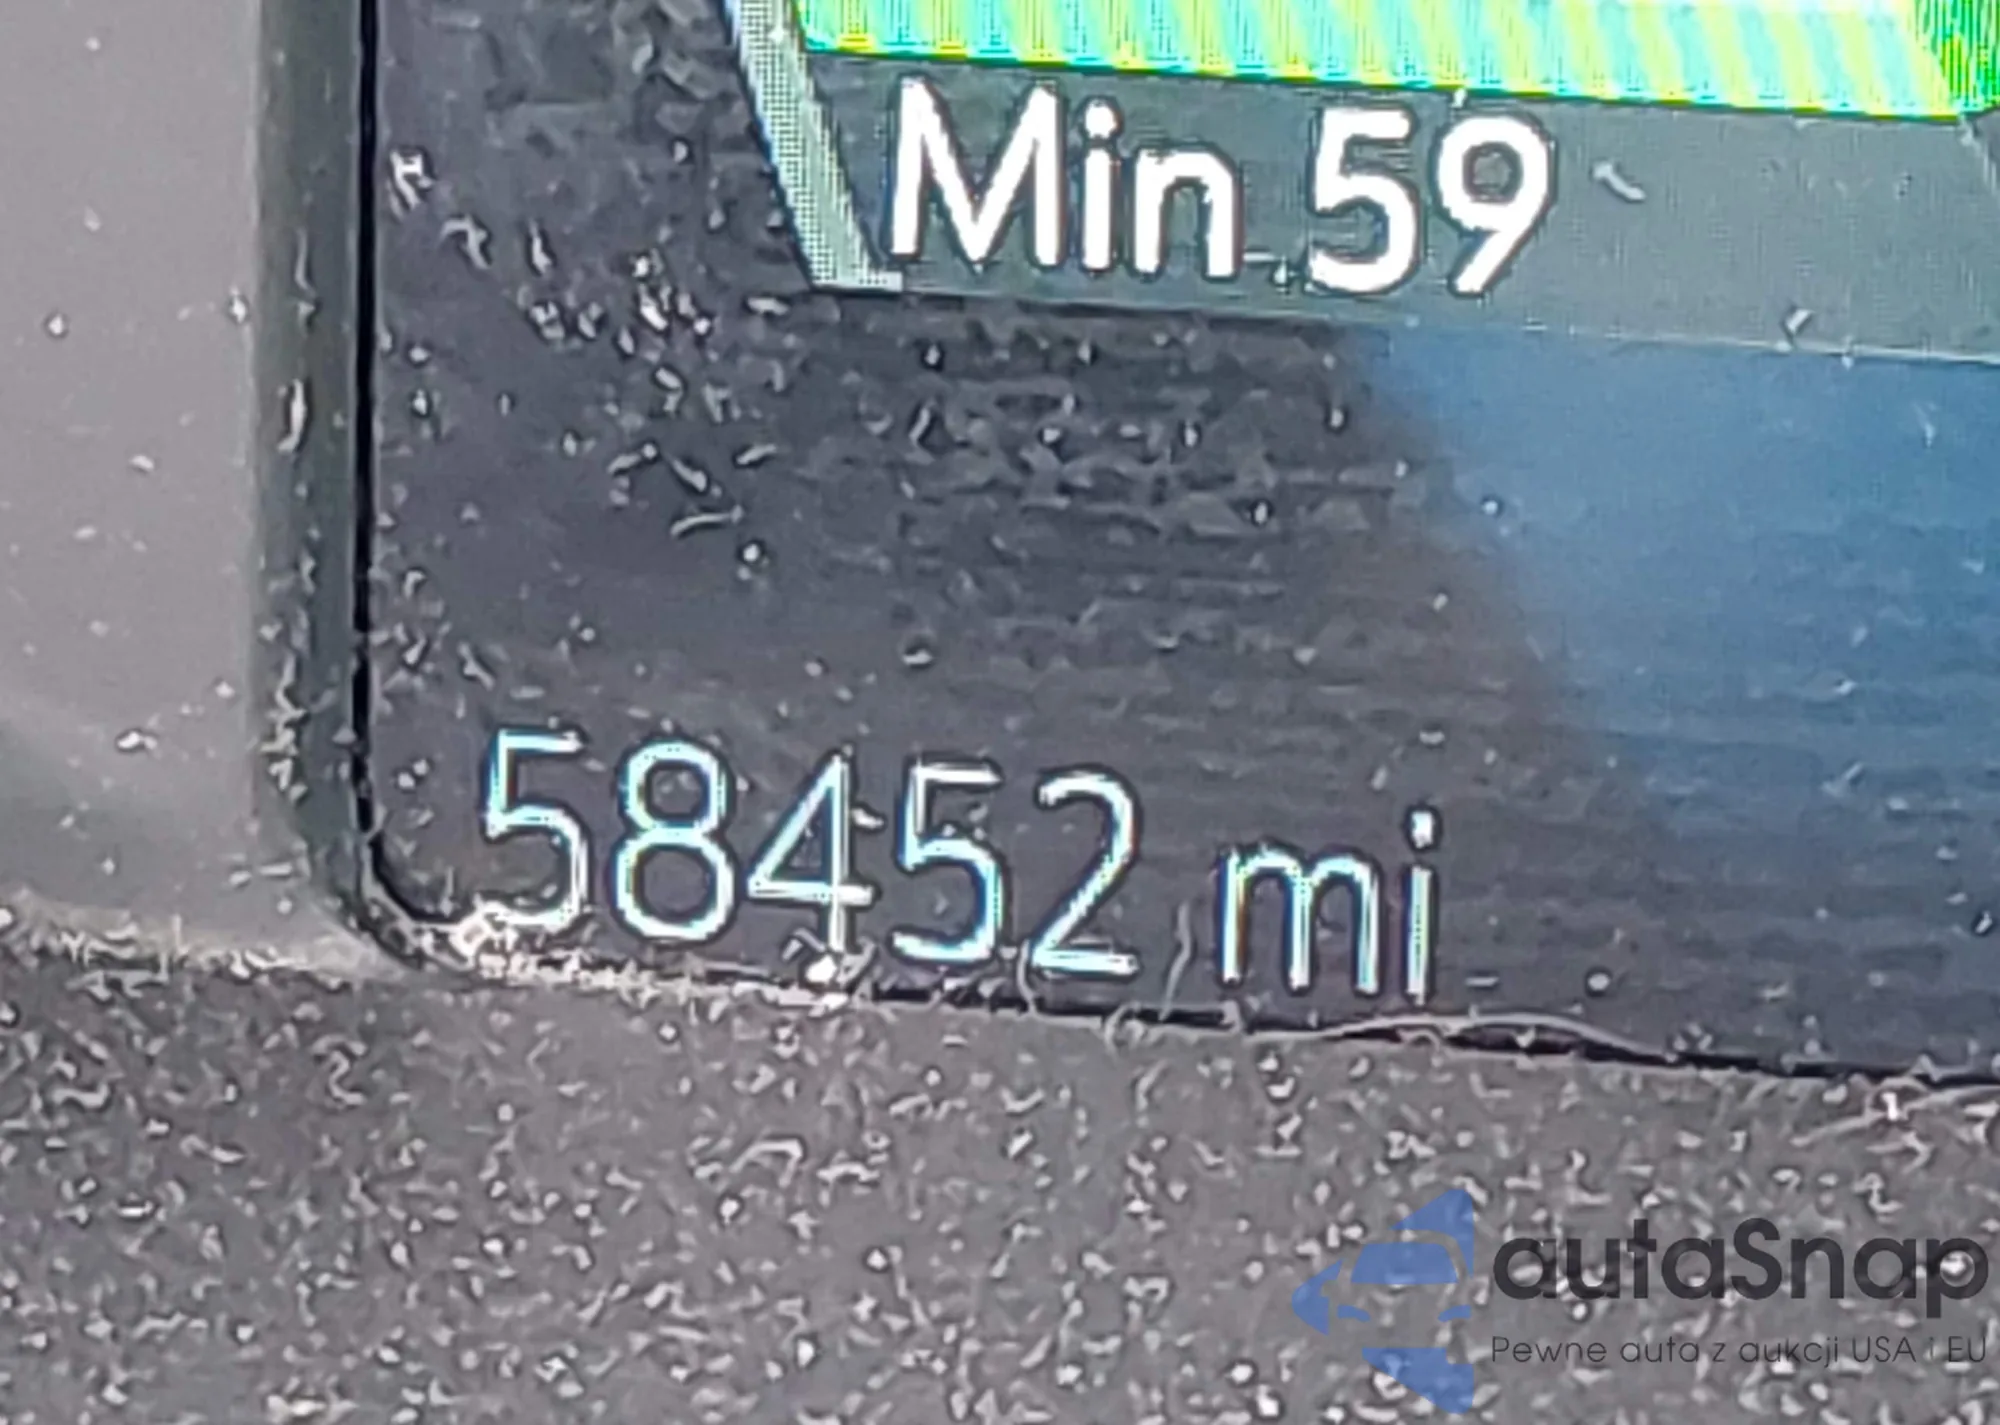 Min 59
58452 mi
autaSnap
Pewne auta z aukcji USA i EU